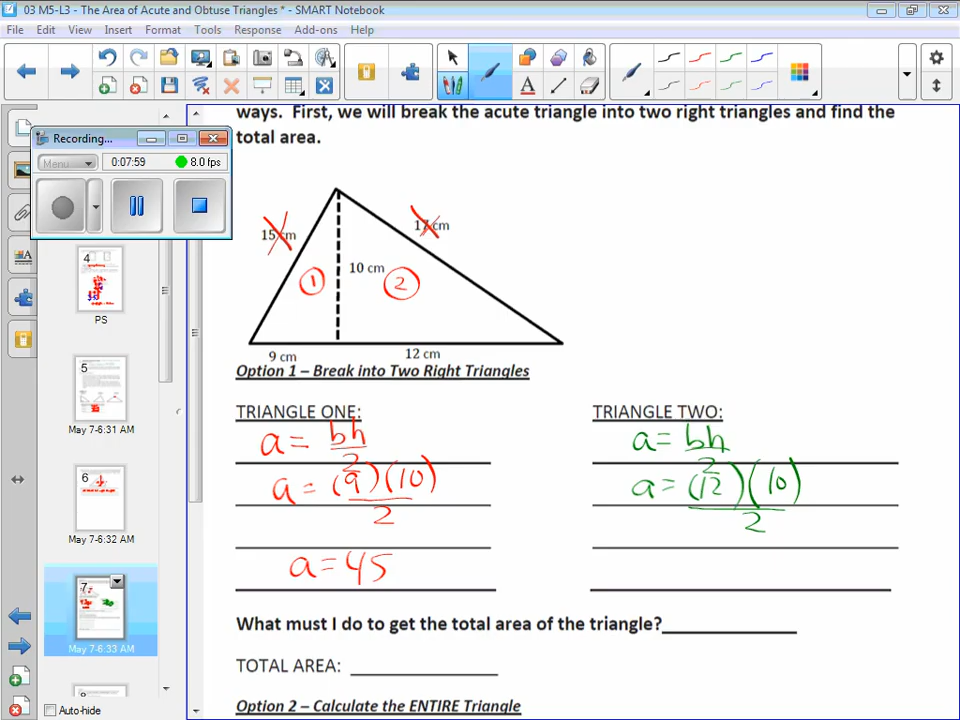 03 M5-L3 - The Area of Acute and Obtuse Triangles * - SMART Notebook
File Edit View Insert Format Tools Response Add-ons Help
ways. First, we will break the acute triangle into two right triangles and find the
total area.
Recording...
Menu 0:07:59 8.0 fps
15 cm
17 cm
10 cm
1
2
9 cm
12 cm
4
PS
5
May 7-6:31 AM
6
May 7-6:32 AM
7
May 7-6:33 AM
Auto-hide
Option 1 – Break into Two Right Triangles
TRIANGLE ONE:
a = bh/2
a = (9)(10)/2
a = 45
TRIANGLE TWO:
a = bh/2
a = (12)(10)/2
What must I do to get the total area of the triangle?____________
TOTAL AREA: ____________
Option 2 – Calculate the ENTIRE Triangle